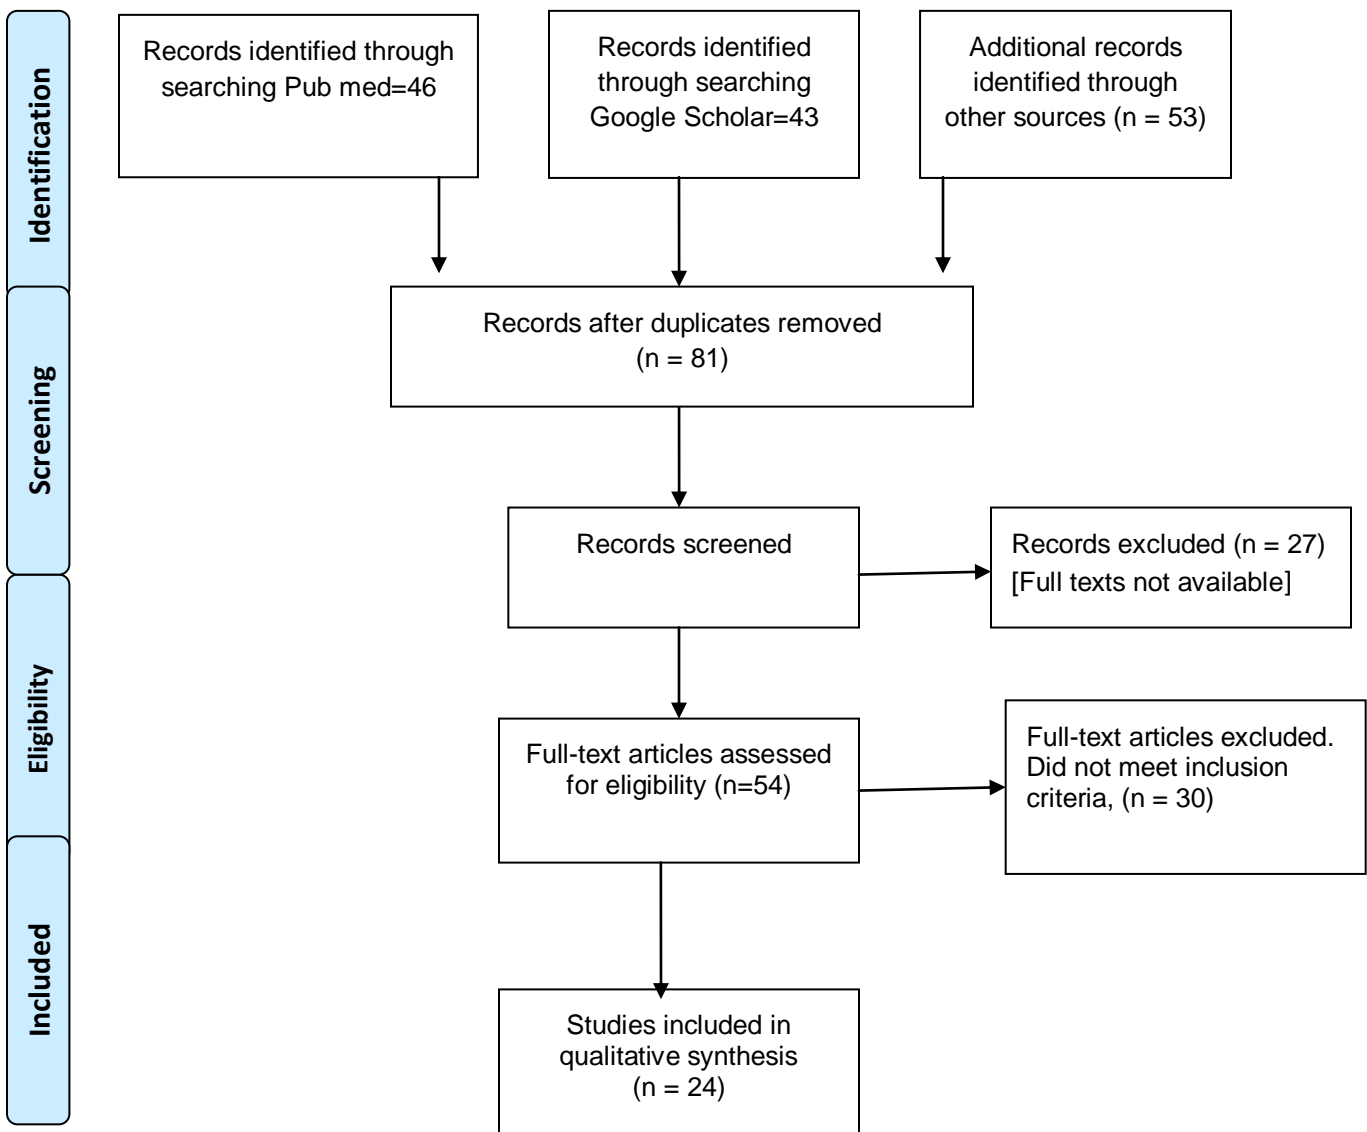 Identification
Records identified through
searching Pub med=46
Records identified
through searching
Google Scholar=43
Additional records
identified through
other sources (n = 53)
Screening
Records after duplicates removed
(n = 81)
Records screened
Records excluded (n = 27)
[Full texts not available]
Eligibility
Full-text articles assessed
for eligibility (n=54)
Full-text articles excluded.
Did not meet inclusion
criteria, (n = 30)
Included
Studies included in
qualitative synthesis
(n = 24)